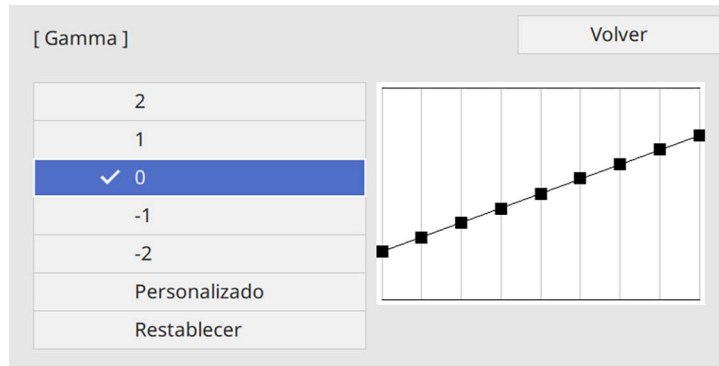 [ Gamma ]
Volver
2
1
0
-1
-2
Personalizado
Restablecer